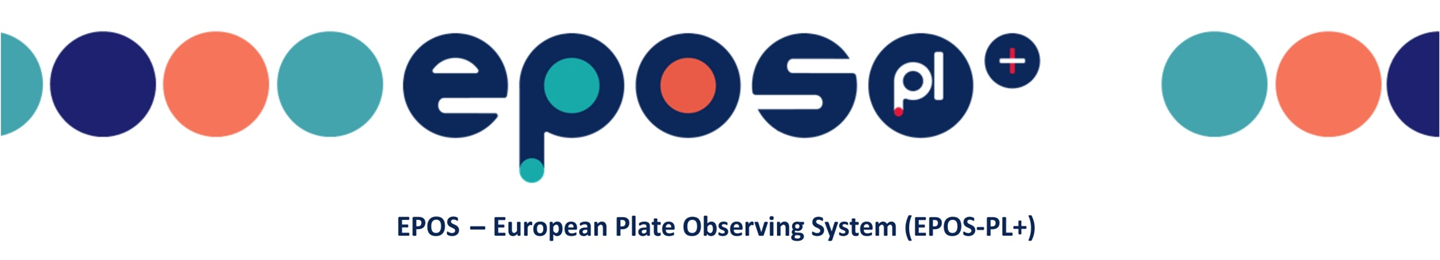 epos pl +
EPOS – European Plate Observing System (EPOS-PL+)